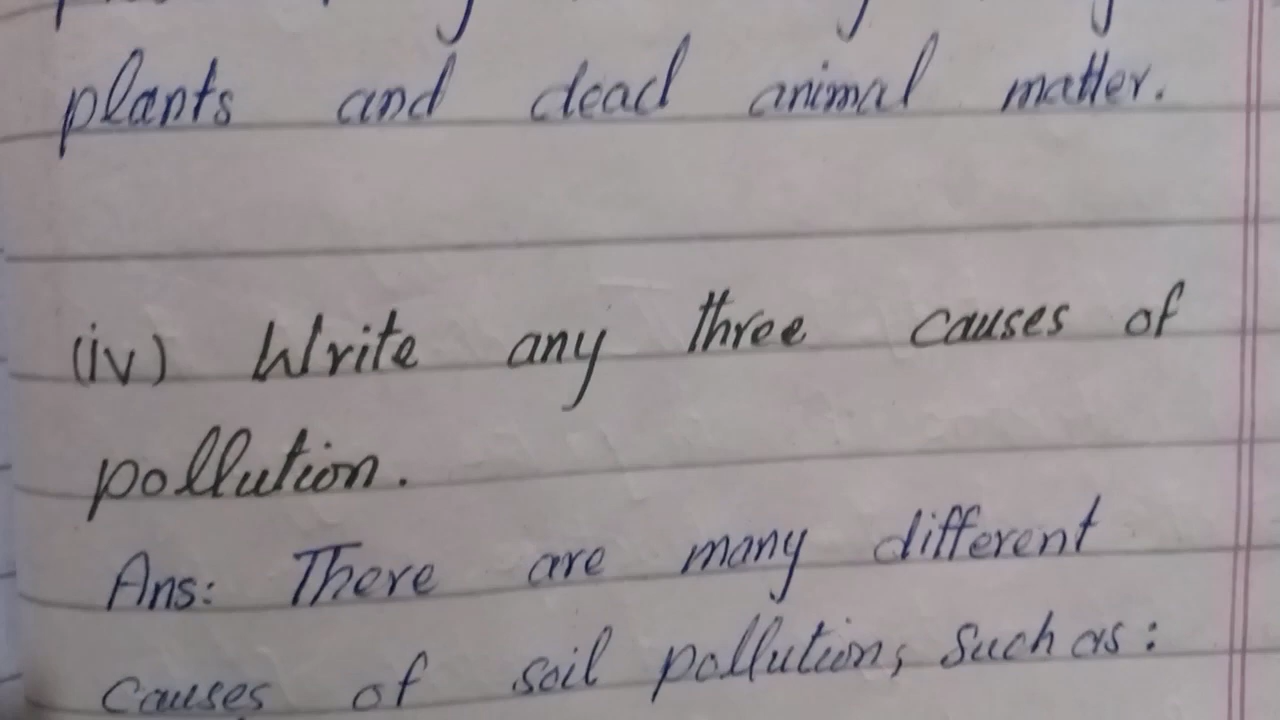 plants and dead animal matter.
(iv) Write any three causes of
pollution.
Ans: There are many different
causes of soil pollution, such as: